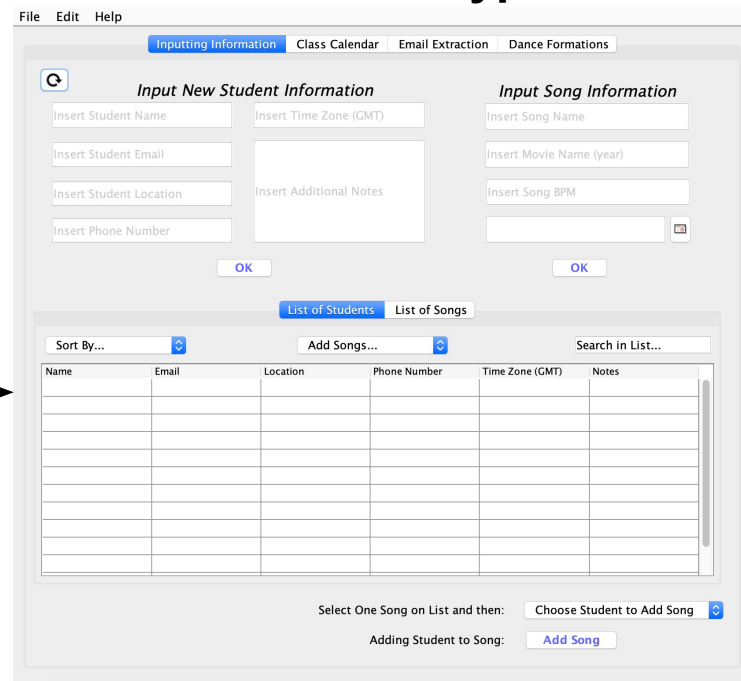 File Edit Help
Inputting Information Class Calendar Email Extraction Dance Formations
Input New Student Information
Input Song Information
Insert Student Name
Insert Time Zone (GMT)
Insert Song Name
Insert Student Email
Insert Movie Name (year)
Insert Student Location
Insert Additional Notes
Insert Song BPM
Insert Phone Number
OK
OK
List of Students List of Songs
Sort By...
Add Songs...
Search in List...
Name Email Location Phone Number Time Zone (GMT) Notes
Select One Song on List and then: Choose Student to Add Song
Adding Student to Song: Add Song